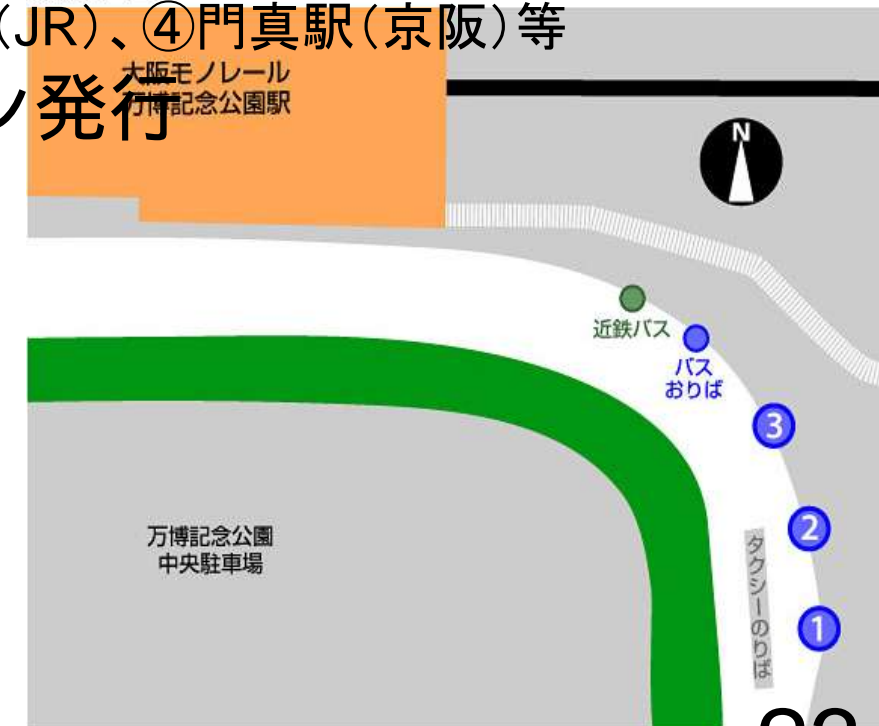 (JR)、④門真駅(京阪)等
ン発行
大阪モノレール
万博記念公園駅
N
近鉄バス
バス
おりば
3
2
1
タクシーのりば
万博記念公園
中央駐車場